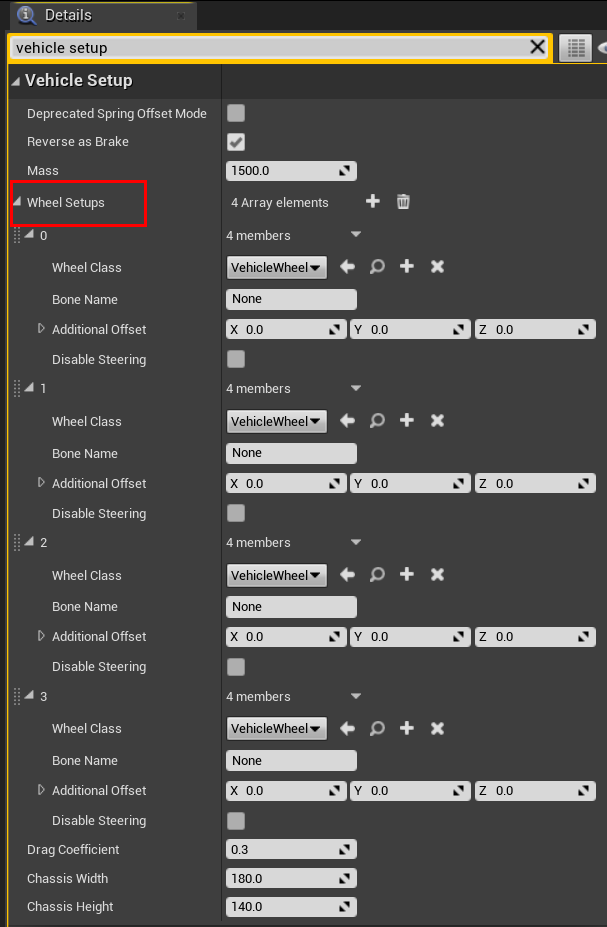 Details
vehicle setup
Vehicle Setup
Deprecated Spring Offset Mode
Reverse as Brake
Mass 1500.0
Wheel Setups 4 Array elements
0 4 members
Wheel Class VehicleWheel
Bone Name None
Additional Offset X 0.0 Y 0.0 Z 0.0
Disable Steering
1 4 members
Wheel Class VehicleWheel
Bone Name None
Additional Offset X 0.0 Y 0.0 Z 0.0
Disable Steering
2 4 members
Wheel Class VehicleWheel
Bone Name None
Additional Offset X 0.0 Y 0.0 Z 0.0
Disable Steering
3 4 members
Wheel Class VehicleWheel
Bone Name None
Additional Offset X 0.0 Y 0.0 Z 0.0
Disable Steering
Drag Coefficient 0.3
Chassis Width 180.0
Chassis Height 140.0